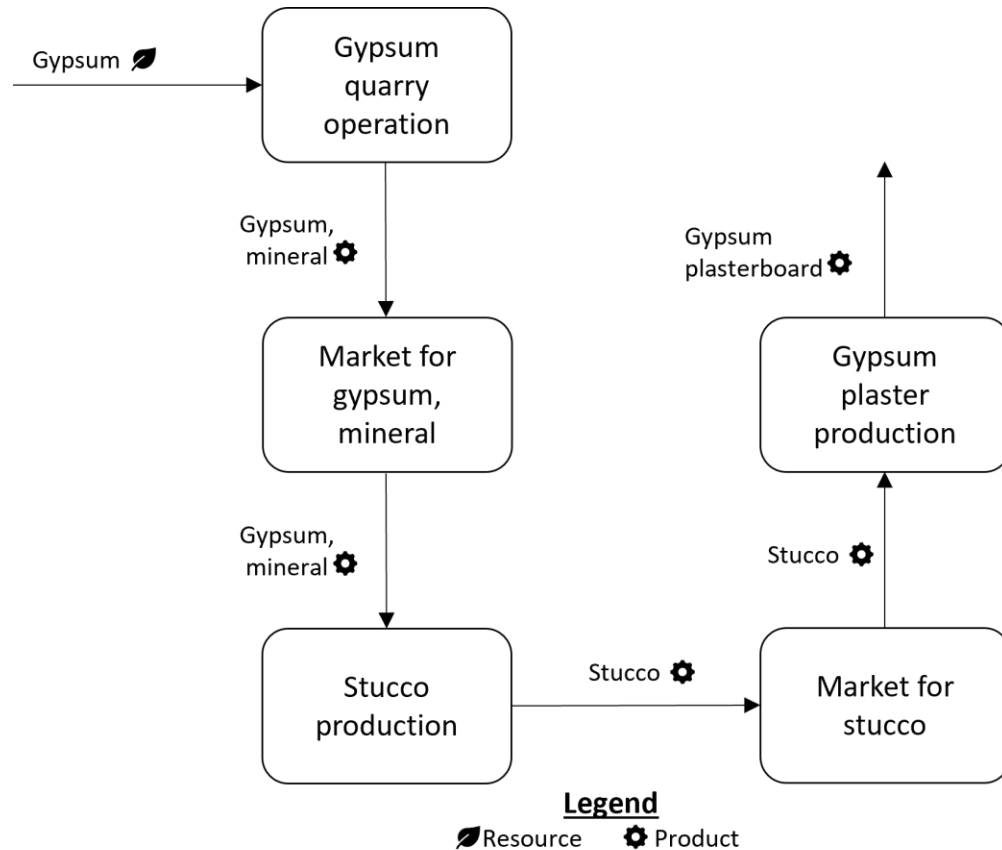 Gypsum
Gypsum
quarry
operation
Gypsum,
mineral
Market for
gypsum,
mineral
Gypsum,
mineral
Stucco
production
Stucco
Market for
stucco
Stucco
Gypsum
plaster
production
Gypsum
plasterboard
Legend
Resource Product